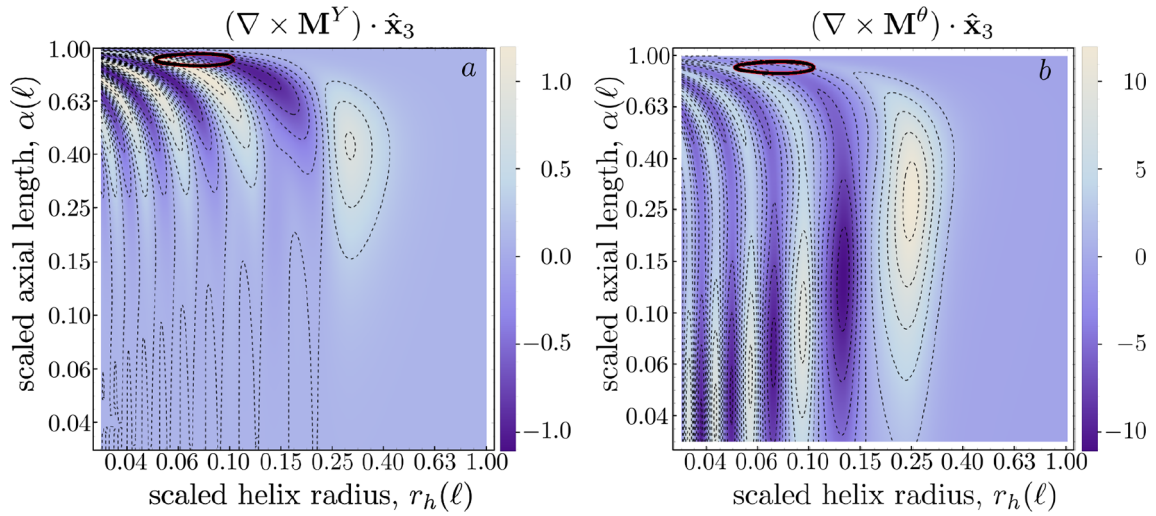 (∇ × M^Y) · x̂₃
(∇ × M^θ) · x̂₃
scaled axial length, α(ℓ)
1.00
0.63
0.40
0.25
0.15
0.10
0.06
0.04
a
1.0
0.5
0.0
−0.5
−1.0
0.04 0.06 0.10 0.15 0.25 0.40 0.63 1.00
scaled helix radius, r_h(ℓ)
scaled axial length, α(ℓ)
1.00
0.63
0.40
0.25
0.15
0.10
0.06
0.04
b
10
5
0
−5
−10
0.04 0.06 0.10 0.15 0.25 0.40 0.63 1.00
scaled helix radius, r_h(ℓ)